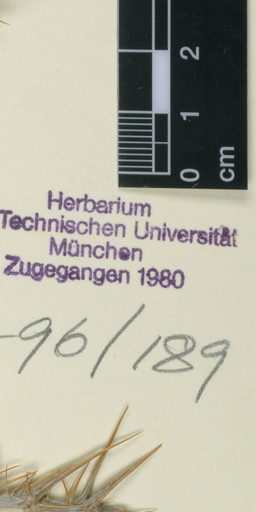 2
1
0
cm
Herbarium
Technischen Universität
München
Zugegangen 1980
-96/189